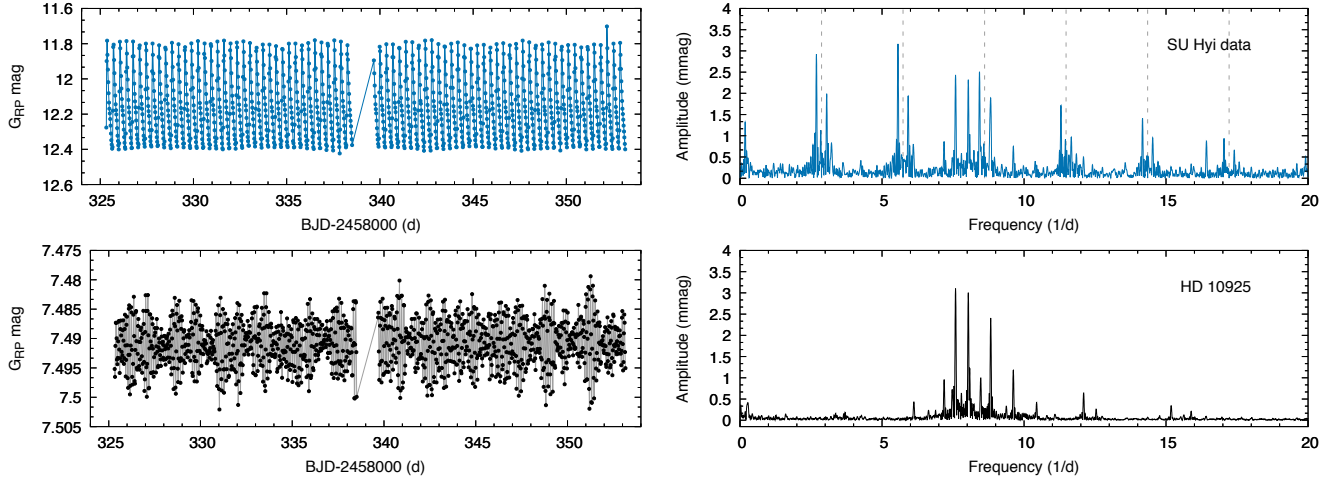 11.6
11.8
12
12.2
12.4
12.6
G_RP mag
325 330 335 340 345 350
BJD-2458000 (d)
4
3.5
3
2.5
2
1.5
1
0.5
0
Amplitude (mmag)
SU Hyi data
0 5 10 15 20
Frequency (1/d)
7.475
7.48
7.485
7.49
7.495
7.5
7.505
G_RP mag
325 330 335 340 345 350
BJD-2458000 (d)
4
3.5
3
2.5
2
1.5
1
0.5
0
Amplitude (mmag)
HD 10925
0 5 10 15 20
Frequency (1/d)